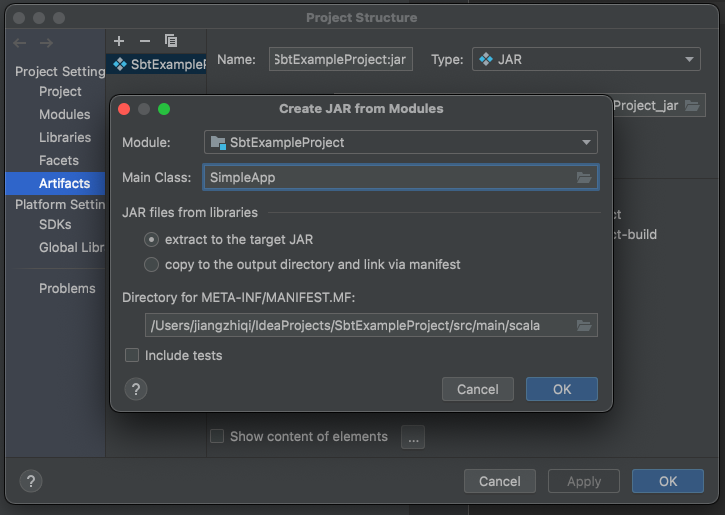 Project Structure
Project Setting
Project
Modules
Libraries
Facets
Artifacts
Platform Settin
SDKs
Global Libr
Problems
SbtExampleP
Name: SbtExampleProject:jar Type: JAR
Project_jar
ct
ct-build
Create JAR from Modules
Module: SbtExampleProject
Main Class: SimpleApp
JAR files from libraries
extract to the target JAR
copy to the output directory and link via manifest
Directory for META-INF/MANIFEST.MF:
/Users/jiangzhiqi/IdeaProjects/SbtExampleProject/src/main/scala
Include tests
? Cancel OK
Show content of elements ...
? Cancel Apply OK